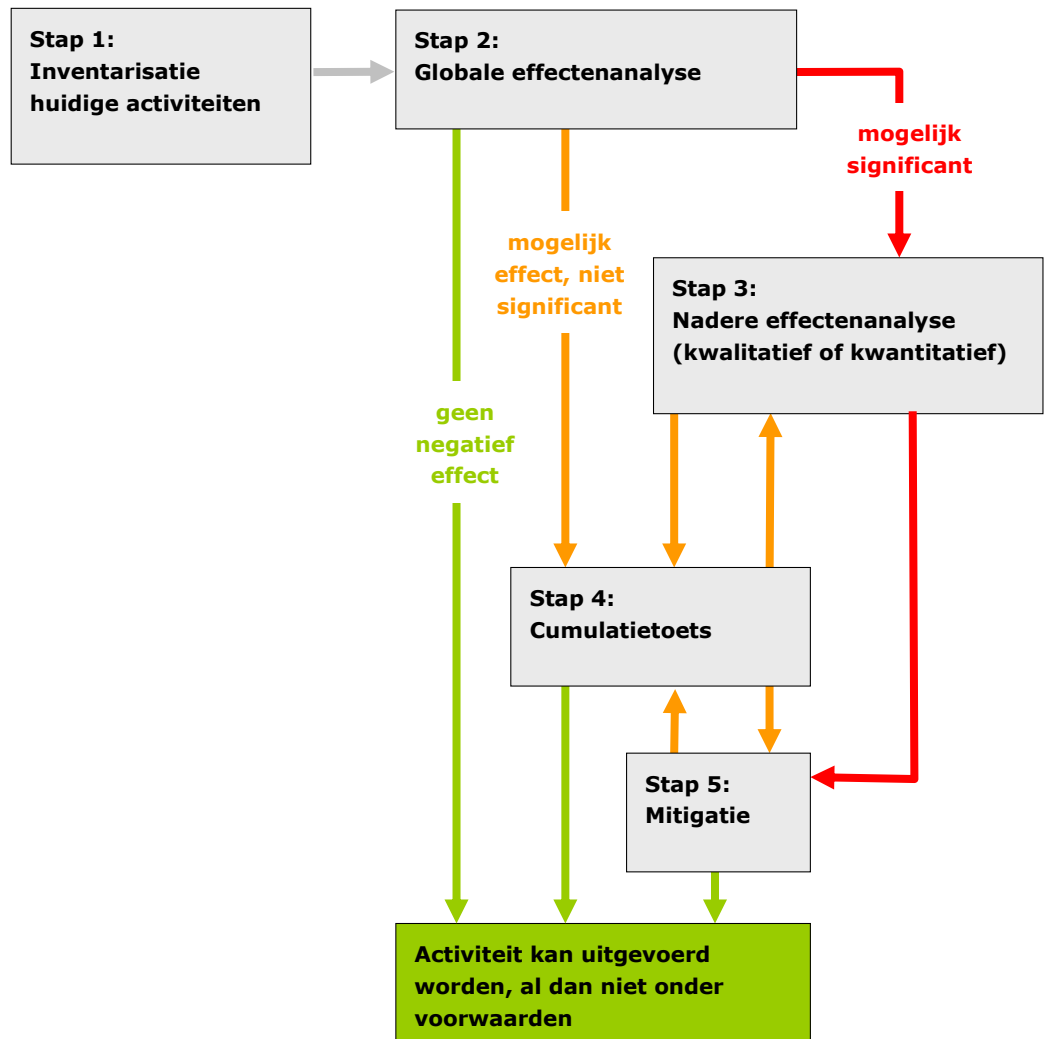 Stap 1:
Inventarisatie
huidige activiteiten
Stap 2:
Globale effectenanalyse
mogelijk
significant
mogelijk
effect, niet
significant
Stap 3:
Nadere effectenanalyse
(kwalitatief of kwantitatief)
geen
negatief
effect
Stap 4:
Cumulatietoets
Stap 5:
Mitigatie
Activiteit kan uitgevoerd
worden, al dan niet onder
voorwaarden